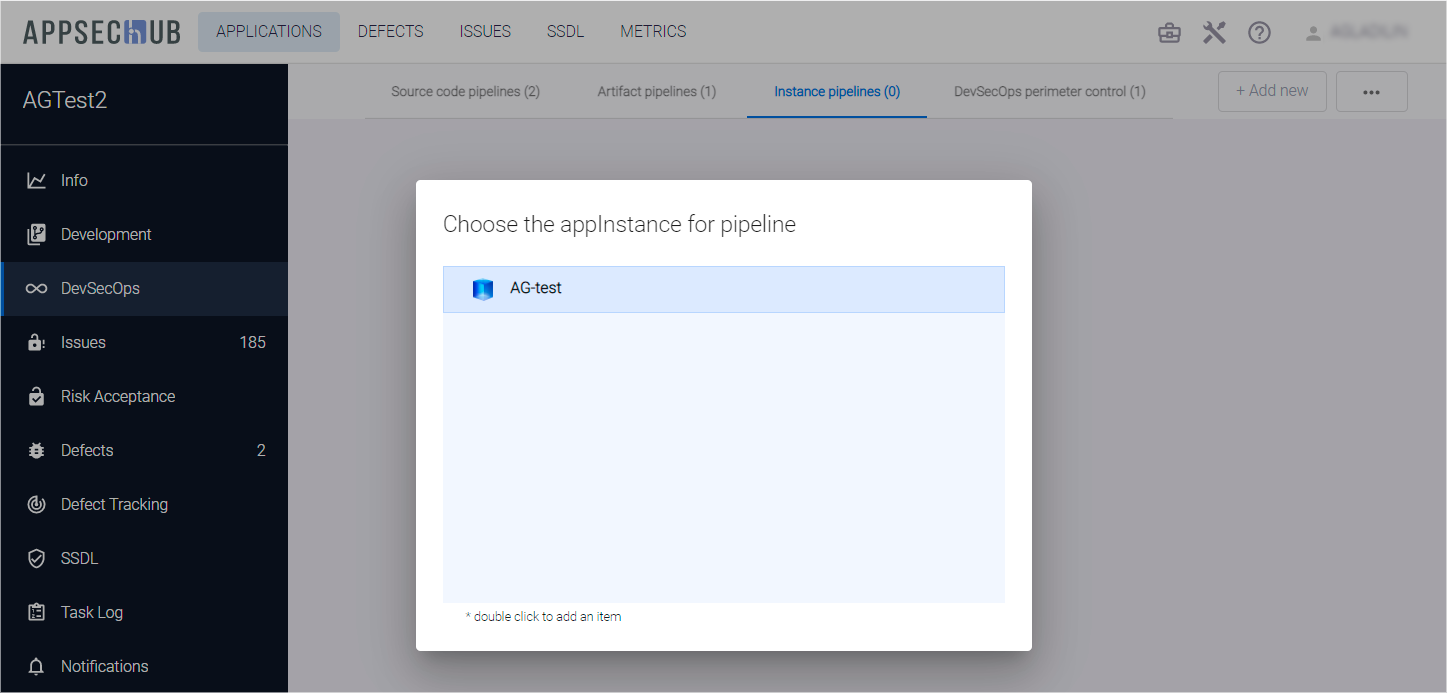 APPSECHUB APPLICATIONS DEFECTS ISSUES SSDL METRICS
AGTest2
Source code pipelines (2) Artifact pipelines (1) Instance pipelines (0) DevSecOps perimeter control (1) + Add new ...
Info
Development
DevSecOps
Issues 185
Risk Acceptance
Defects 2
Defect Tracking
SSDL
Task Log
Notifications
Choose the appInstance for pipeline
AG-test
* double click to add an item